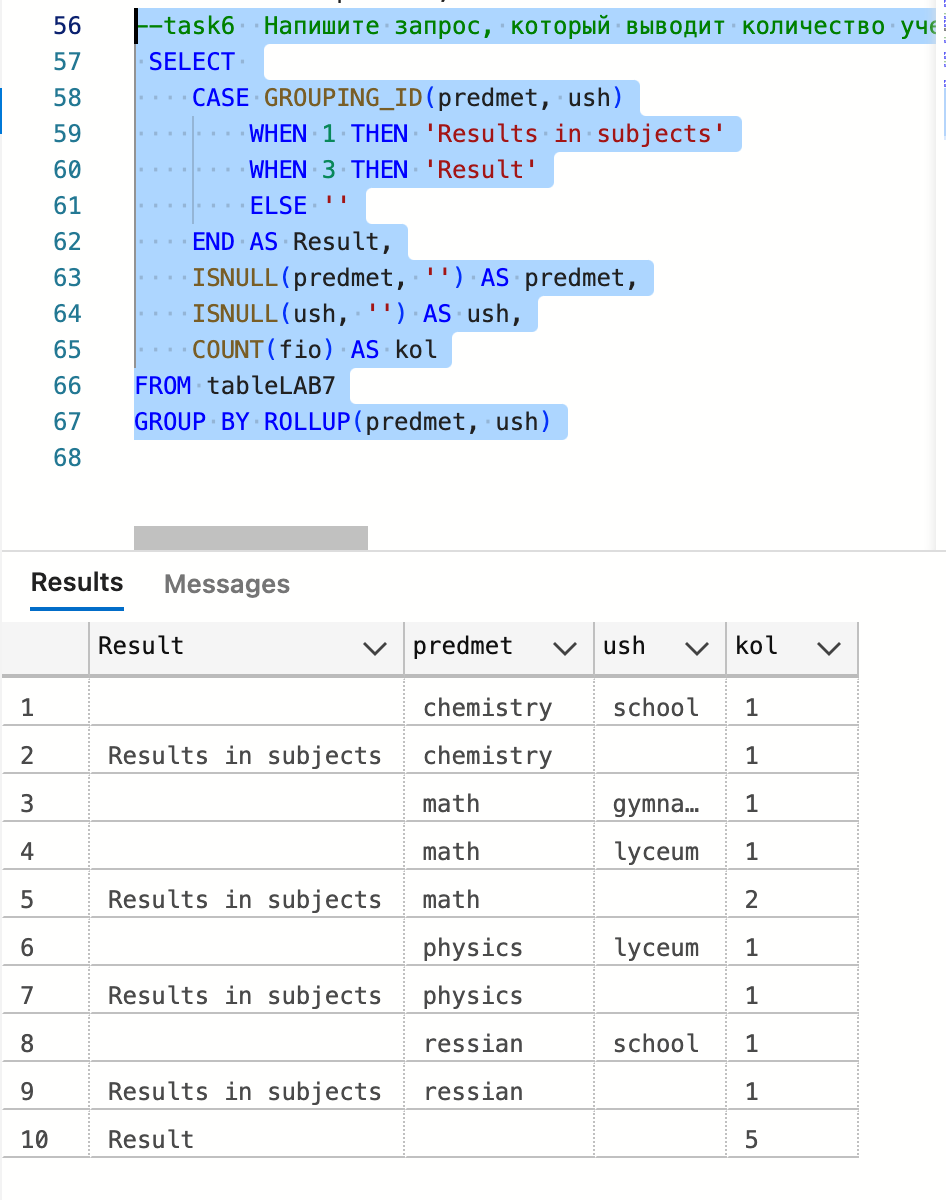 56 --task6 Напишите запрос, который выводит количество
57 SELECT
58 CASE GROUPING_ID(predmet, ush)
59 WHEN 1 THEN 'Results in subjects'
60 WHEN 3 THEN 'Result'
61 ELSE ''
62 END AS Result,
63 ISNULL(predmet, '') AS predmet,
64 ISNULL(ush, '') AS ush,
65 COUNT(fio) AS kol
66 FROM tableLAB7
67 GROUP BY ROLLUP(predmet, ush)
68
Results Messages
Result predmet ush kol
1 chemistry school 1
2 Results in subjects chemistry 1
3 math gymna… 1
4 math lyceum 1
5 Results in subjects math 2
6 physics lyceum 1
7 Results in subjects physics 1
8 ressian school 1
9 Results in subjects ressian 1
10 Result 5